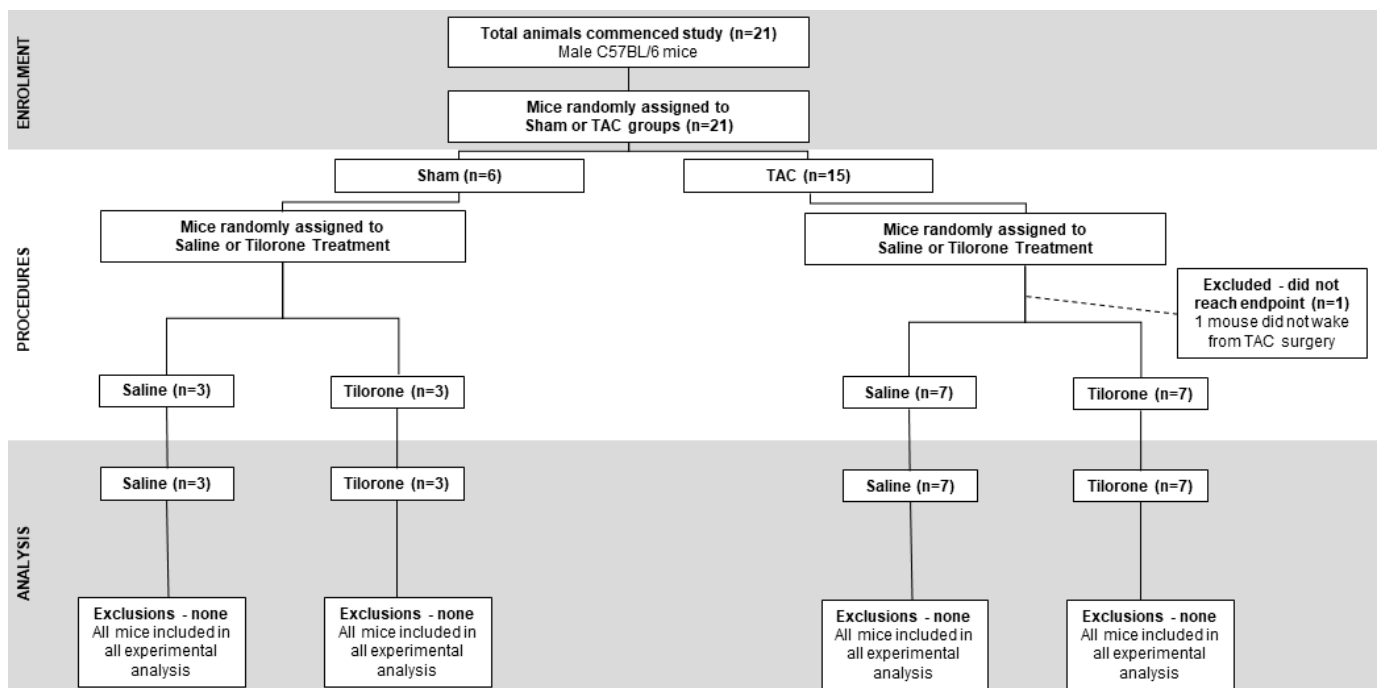 ENROLMENT
Total animals commenced study (n=21)
Male C57BL/6 mice
Mice randomly assigned to
Sham or TAC groups (n=21)
PROCEDURES
Sham (n=6)
TAC (n=15)
Mice randomly assigned to
Saline or Tilorone Treatment
Mice randomly assigned to
Saline or Tilorone Treatment
Excluded - did not
reach endpoint (n=1)
1 mouse did not wake
from TAC surgery
Saline (n=3)
Tilorone (n=3)
Saline (n=7)
Tilorone (n=7)
ANALYSIS
Saline (n=3)
Tilorone (n=3)
Saline (n=7)
Tilorone (n=7)
Exclusions - none
All mice included in
all experimental
analysis
Exclusions - none
All mice included in
all experimental
analysis
Exclusions - none
All mice included in
all experimental
analysis
Exclusions - none
All mice included in
all experimental
analysis